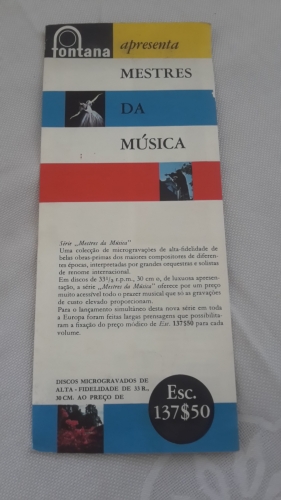 fontana
apresenta
MESTRES
DA
MÚSICA
Série „Mestres da Música"
Uma colecção de microgravações de alta-fidelidade de
belas obras-primas dos maiores compositores de diferen-
tes épocas, interpretadas por grandes orquestras e solistas
de renome internacional.
Em discos de 33⅓ r.p.m., 30 cm ø, de luxuosa apresen-
tação, a série „Mestres da Música" oferece por um preço
muito acessível todo o prazer musical que só as gravações
de custo elevado proporcionam.
Para o lançamento simultâneo desta nova série em toda
a Europa foram feitas largas prensagens que possibilita-
ram a fixação do preço módico de Esc. 137$50 para cada
volume.
DISCOS MICROGRAVADOS DE
ALTA - FIDELIDADE DE 33 R.,
30 CM. AO PREÇO DE
Esc.
137$50